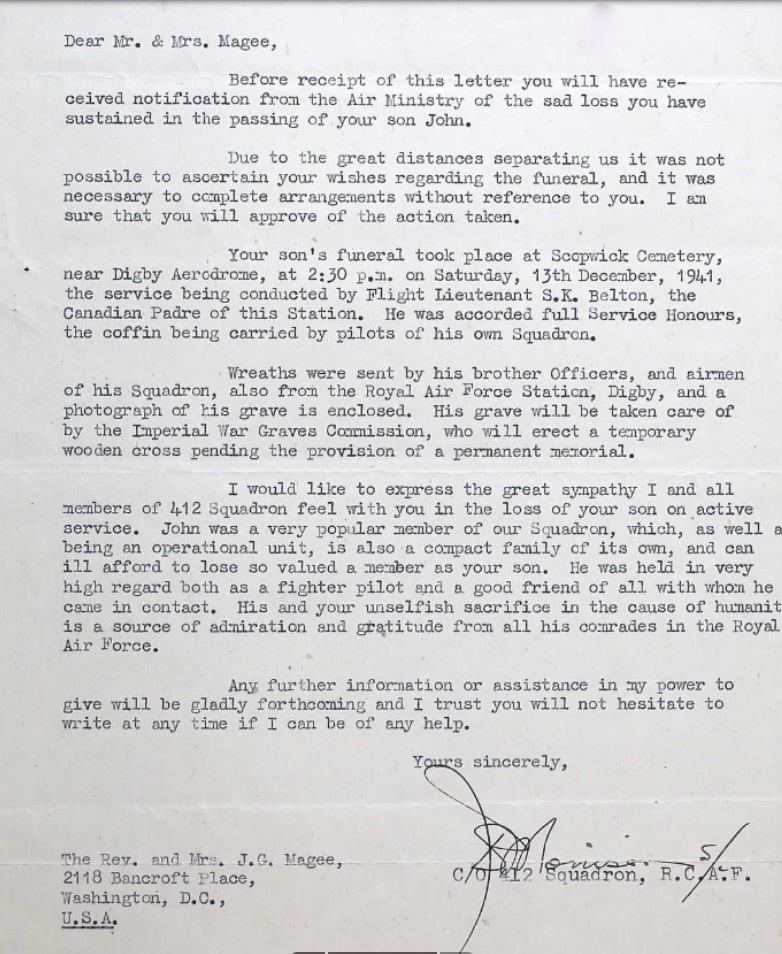 Dear Mr. & Mrs. Magee,
Before receipt of this letter you will have re-
ceived notification from the Air Ministry of the sad loss you have
sustained in the passing of your son John.
Due to the great distances separating us it was not
possible to ascertain your wishes regarding the funeral, and it was
necessary to complete arrangements without reference to you. I am
sure that you will approve of the action taken.
Your son's funeral took place at Scopwick Cemetery,
near Digby Aerodrome, at 2:30 p.m. on Saturday, 13th December, 1941,
the service being conducted by Flight Lieutenant S.K. Belton, the
Canadian Padre of this Station. He was accorded full Service Honours,
the coffin being carried by pilots of his own Squadron.
Wreaths were sent by his brother Officers, and airmen
of his Squadron, also from the Royal Air Force Station, Digby, and a
photograph of his grave is enclosed. His grave will be taken care of
by the Imperial War Graves Commission, who will erect a temporary
wooden cross pending the provision of a permanent memorial.
I would like to express the great sympathy I and all
members of 412 Squadron feel with you in the loss of your son on active
service. John was a very popular member of our Squadron, which, as well a
being an operational unit, is also a compact family of its own, and can
ill afford to lose so valued a member as your son. He was held in very
high regard both as a fighter pilot and a good friend of all with whom he
came in contact. His and your unselfish sacrifice in the cause of humanit
is a source of admiration and gratitude from all his comrades in the Royal
Air Force.
Any further information or assistance in my power to
give will be gladly forthcoming and I trust you will not hesitate to
write at any time if I can be of any help.
Yours sincerely,
The Rev. and Mrs. J.G. Magee,
2118 Bancroft Place,
Washington, D.C.,
U.S.A.
C/O 412 Squadron, R.C.A.F.